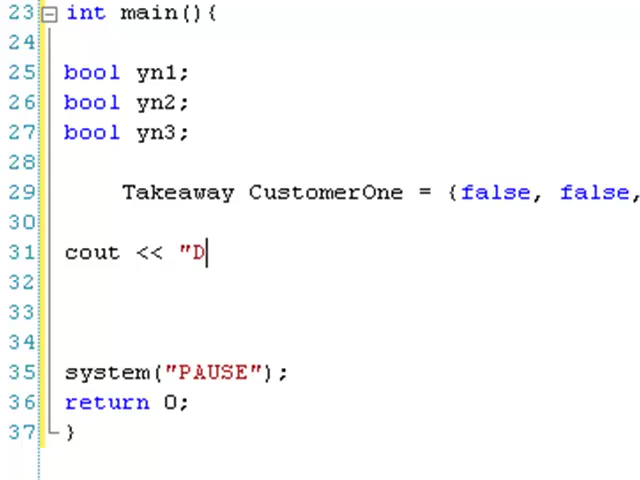 23 int main(){
24
25 bool yn1;
26 bool yn2;
27 bool yn3;
28
29 Takeaway CustomerOne = {false, false,
30
31 cout << "D
32
33
34
35 system("PAUSE");
36 return 0;
37 }